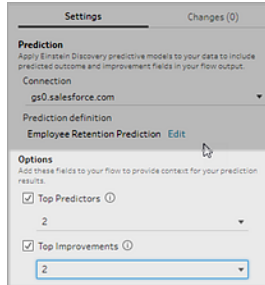 Settings
Changes (0)
Prediction
Apply Einstein Discovery predictive models to your data to include
predicted outcome and improvement fields in your flow output.
Connection
gs0.salesforce.com
Prediction definition
Employee Retention Prediction Edit
Options
Add these fields to your flow to provide context for your prediction
results.
Top Predictors
2
Top Improvements
2